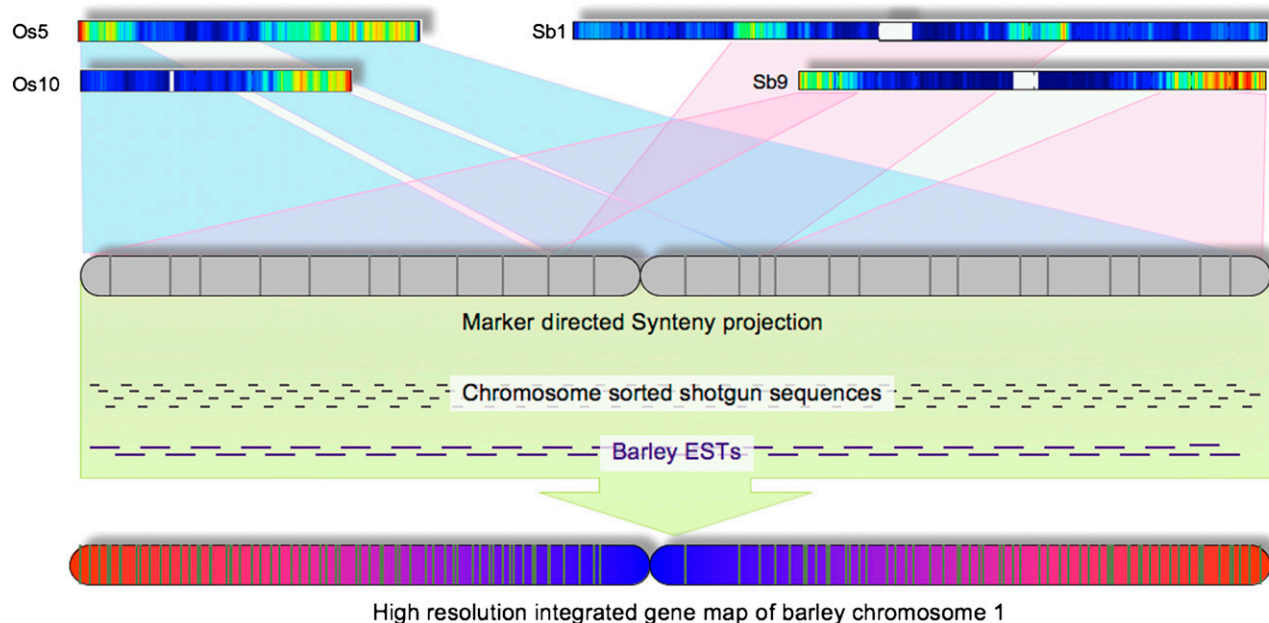 Os5
Sb1
Os10
Sb9
Marker directed Synteny projection
Chromosome sorted shotgun sequences
Barley ESTs
High resolution integrated gene map of barley chromosome 1